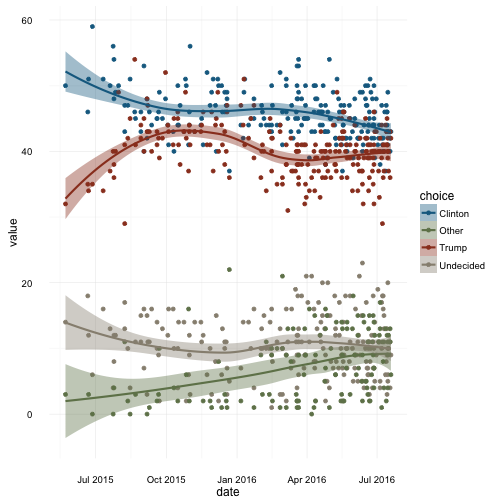 60
40
20
0
value
Jul 2015 Oct 2015 Jan 2016 Apr 2016 Jul 2016
date
choice
Clinton
Other
Trump
Undecided